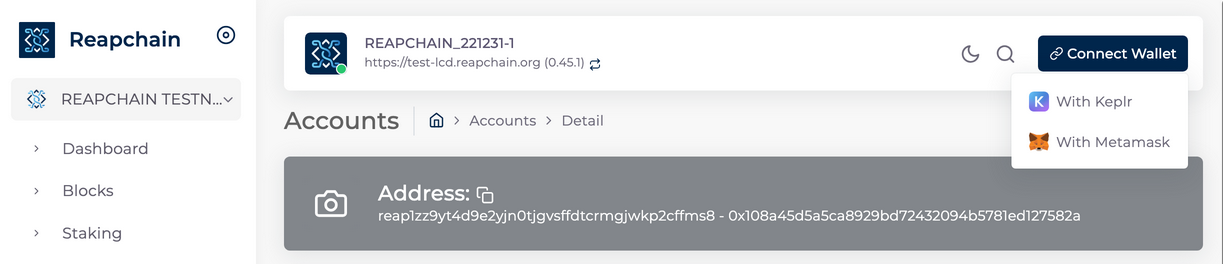 Reapchain
REAPCHAIN TESTN...
Dashboard
Blocks
Staking
REAPCHAIN_221231-1
https://test-lcd.reapchain.org (0.45.1)
Connect Wallet
With Keplr
With Metamask
Accounts
Accounts > Detail
Address:
reap1zz9yt4d9e2yjn0tjgvsffdtcrmgjwkp2cffms8 - 0x108a45d5a5ca8929bd72432094b5781ed127582a